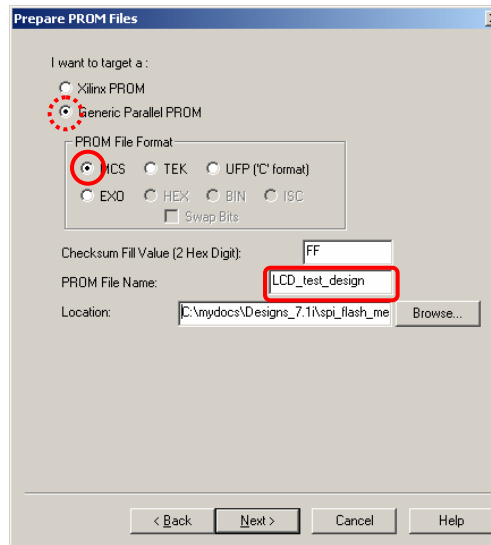 Prepare PROM Files
I want to target a :
Xilinx PROM
Generic Parallel PROM
PROM File Format
MCS TEK UFP ('C' format)
EXO HEX BIN ISC
Swap Bits
Checksum Fill Value (2 Hex Digit): FF
PROM File Name: LCD_test_design
Location: C:\mydocs\Designs_7.1i\spi_flash_me Browse...
< Back Next > Cancel Help